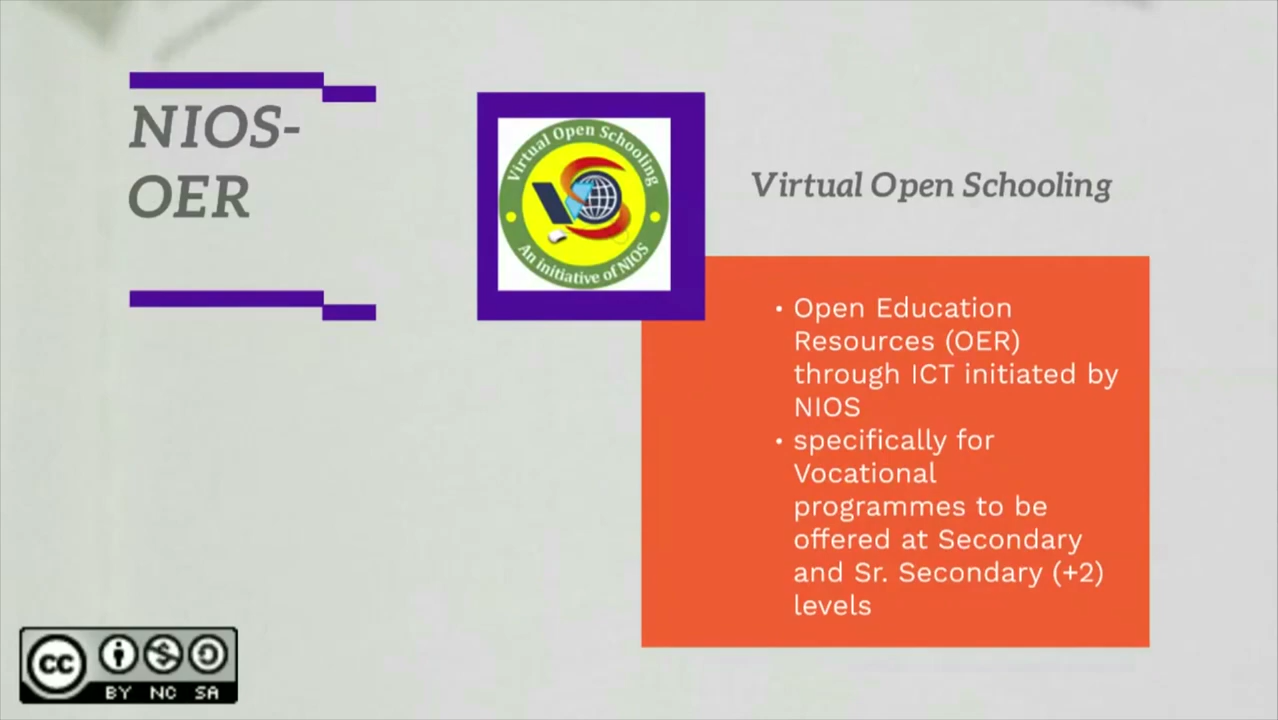 NIOS-
OER
Virtual Open Schooling
An initiative of NIOS
Virtual Open Schooling
• Open Education
Resources (OER)
through ICT initiated by
NIOS
• specifically for
Vocational
programmes to be
offered at Secondary
and Sr. Secondary (+2)
levels
cc
BY NC SA